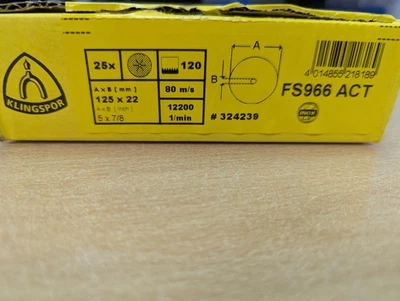 KLINGSPOR
25x
120
A x B [ mm ]
80 m/s
125 x 22
A x B [ inch ]
12200
5 x 7/8
1/min
# 324239
A
B
4 014855 218189
FS966 ACT